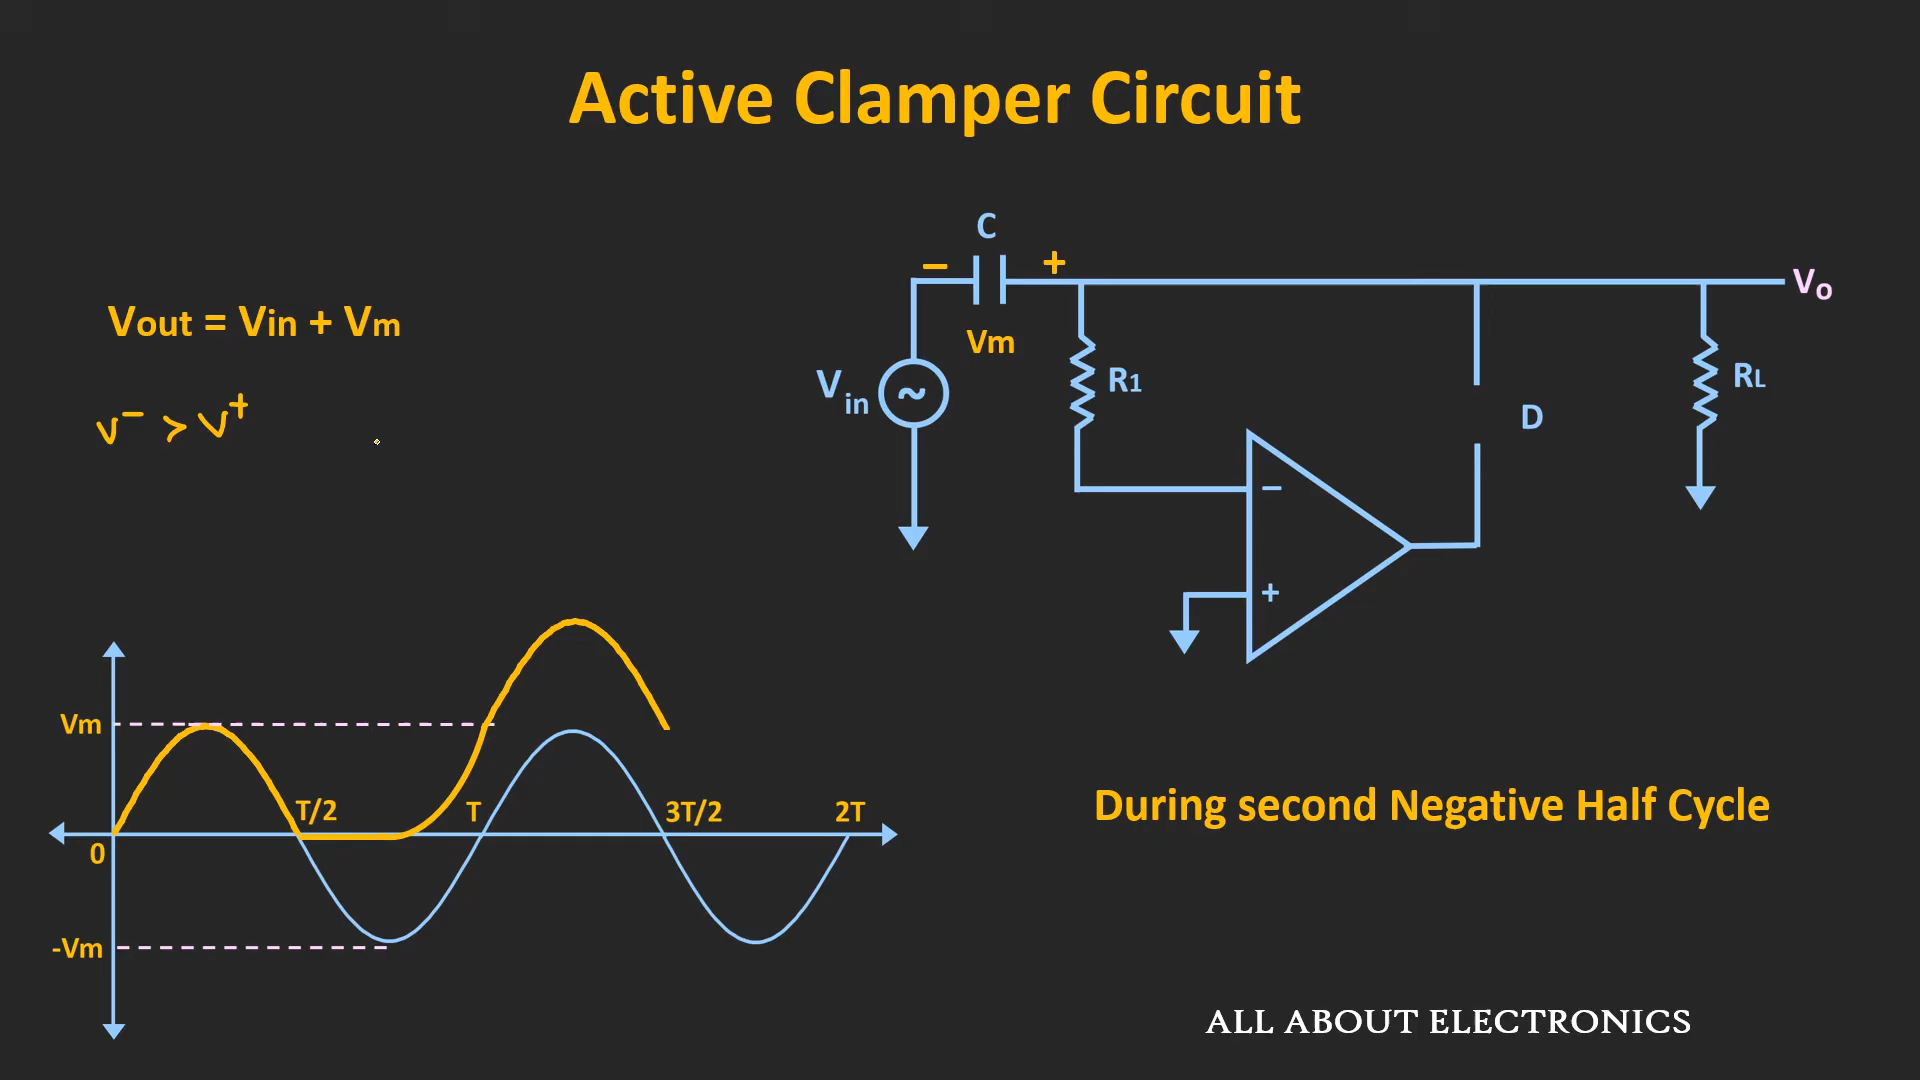 Active Clamper Circuit
C
− +
Vout = Vin + Vm
Vm
Vo
Vin
~
R1
RL
D
V⁻ > V⁺
−
+
Vm
T/2
T
3T/2
2T
0
-Vm
During second Negative Half Cycle
ALL ABOUT ELECTRONICS